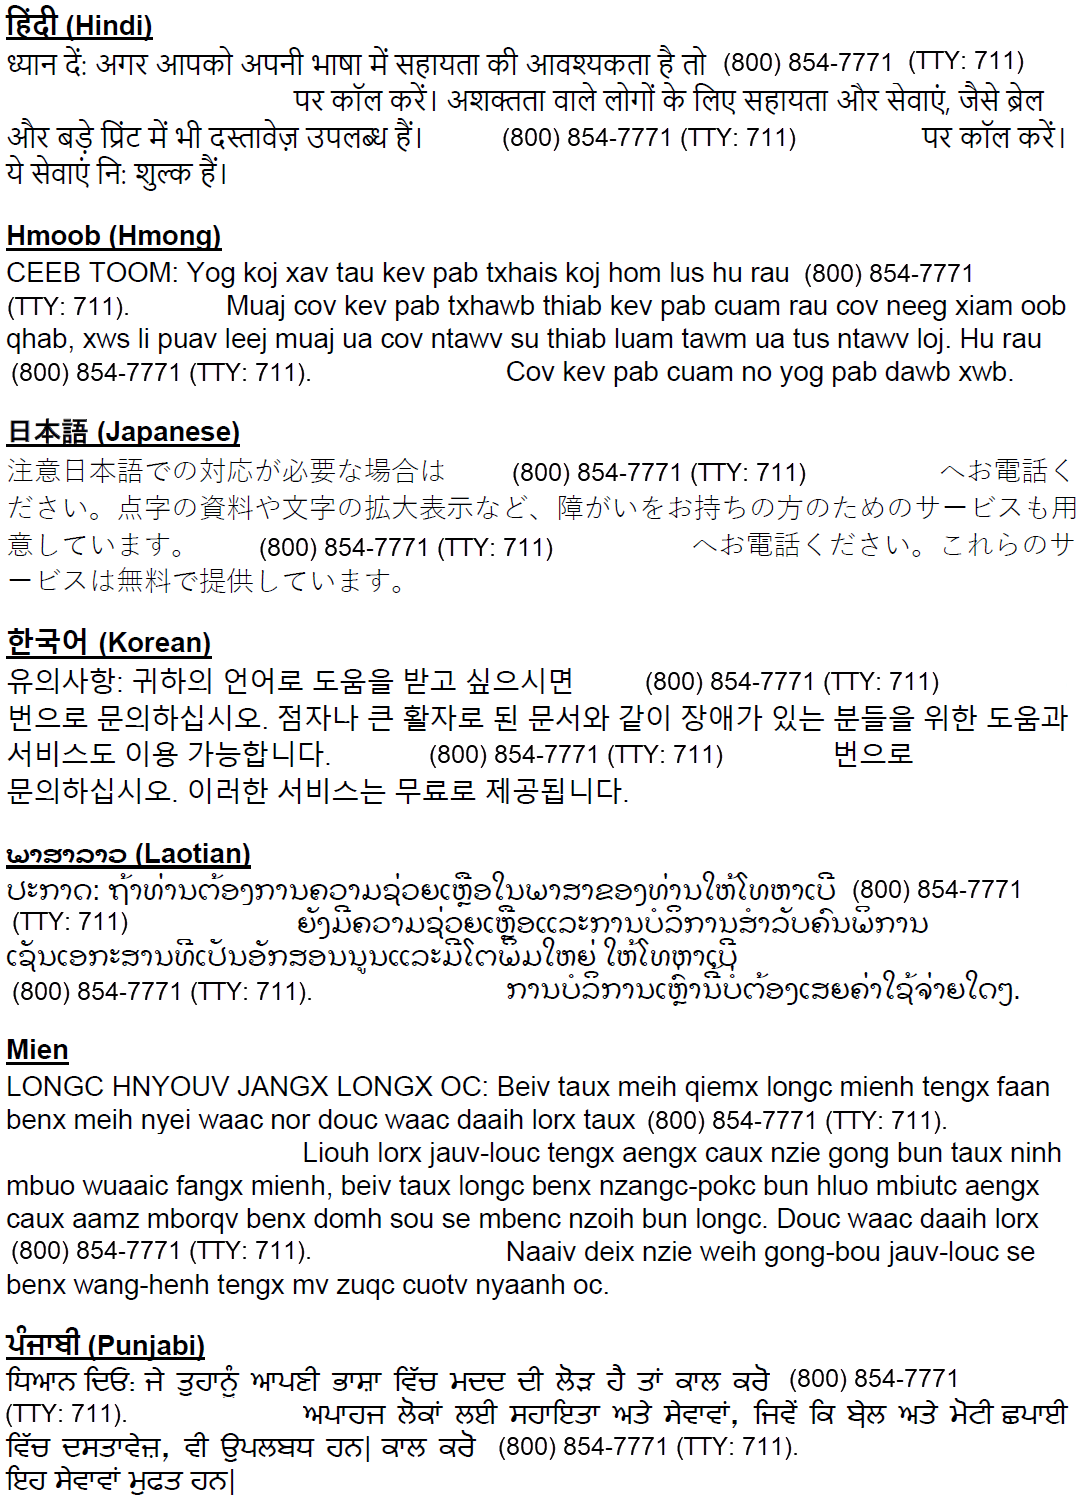 हिंदी (Hindi)
ध्यान दें: अगर आपको अपनी भाषा में सहायता की आवश्यकता है तो (800) 854-7771 (TTY: 711)
पर कॉल करें। अशक्तता वाले लोगों के लिए सहायता और सेवाएं, जैसे ब्रेल
और बड़े प्रिंट में भी दस्तावेज़ उपलब्ध हैं। (800) 854-7771 (TTY: 711) पर कॉल करें।
ये सेवाएं नि: शुल्क हैं।
Hmoob (Hmong)
CEEB TOOM: Yog koj xav tau kev pab txhais koj hom lus hu rau (800) 854-7771
(TTY: 711). Muaj cov kev pab txhawb thiab kev pab cuam rau cov neeg xiam oob
qhab, xws li puav leej muaj ua cov ntawv su thiab luam tawm ua tus ntawv loj. Hu rau
(800) 854-7771 (TTY: 711). Cov kev pab cuam no yog pab dawb xwb.
日本語 (Japanese)
注意日本語での対応が必要な場合は (800) 854-7771 (TTY: 711) へお電話く
ださい。点字の資料や文字の拡大表示など、障がいをお持ちの方のためのサービスも用
意しています。 (800) 854-7771 (TTY: 711) へお電話ください。これらのサ
ービスは無料で提供しています。
한국어 (Korean)
유의사항: 귀하의 언어로 도움을 받고 싶으시면 (800) 854-7771 (TTY: 711)
번으로 문의하십시오. 점자나 큰 활자로 된 문서와 같이 장애가 있는 분들을 위한 도움과
서비스도 이용 가능합니다. (800) 854-7771 (TTY: 711) 번으로
문의하십시오. 이러한 서비스는 무료로 제공됩니다.
ພາສາລາວ (Laotian)
ປະກາດ: ຖ້າທ່ານຕ້ອງການຄວາມຊ່ວຍເຫຼືອໃນພາສາຂອງທ່ານໃຫ້ໂທຫາເບີ (800) 854-7771
(TTY: 711) ຍັງມີຄວາມຊ່ວຍເຫຼືອແລະການບໍລິການສໍາລັບຄົນພິການ
ເຊັ່ນເອກະສານທີ່ເປັນອັກສອນນູນແລະມີໂຕພິມໃຫຍ່ ໃຫ້ໂທຫາເບີ
(800) 854-7771 (TTY: 711). ການບໍລິການເຫຼົ່ານີ້ບໍ່ຕ້ອງເສຍຄ່າໃຊ້ຈ່າຍໃດໆ.
Mien
LONGC HNYOUV JANGX LONGX OC: Beiv taux meih qiemx longc mienh tengx faan
benx meih nyei waac nor douc waac daaih lorx taux (800) 854-7771 (TTY: 711).
Liouh lorx jauv-louc tengx aengx caux nzie gong bun taux ninh
mbuo wuaaic fangx mienh, beiv taux longc benx nzangc-pokc bun hluo mbiutc aengx
caux aamz mborqv benx domh sou se mbenc nzoih bun longc. Douc waac daaih lorx
(800) 854-7771 (TTY: 711). Naaiv deix nzie weih gong-bou jauv-louc se
benx wang-henh tengx mv zuqc cuotv nyaanh oc.
ਪੰਜਾਬੀ (Punjabi)
ਧਿਆਨ ਦਿਓ: ਜੇ ਤੁਹਾਨੂੰ ਆਪਣੀ ਭਾਸ਼ਾ ਵਿੱਚ ਮਦਦ ਦੀ ਲੋੜ ਹੈ ਤਾਂ ਕਾਲ ਕਰੋ (800) 854-7771
(TTY: 711). ਅਪਾਹਜ ਲੋਕਾਂ ਲਈ ਸਹਾਇਤਾ ਅਤੇ ਸੇਵਾਵਾਂ, ਜਿਵੇਂ ਕਿ ਬ੍ਰੇਲ ਅਤੇ ਮੋਟੀ ਛਪਾਈ
ਵਿੱਚ ਦਸਤਾਵੇਜ਼, ਵੀ ਉਪਲਬਧ ਹਨ| ਕਾਲ ਕਰੋ (800) 854-7771 (TTY: 711).
ਇਹ ਸੇਵਾਵਾਂ ਮੁਫਤ ਹਨ|